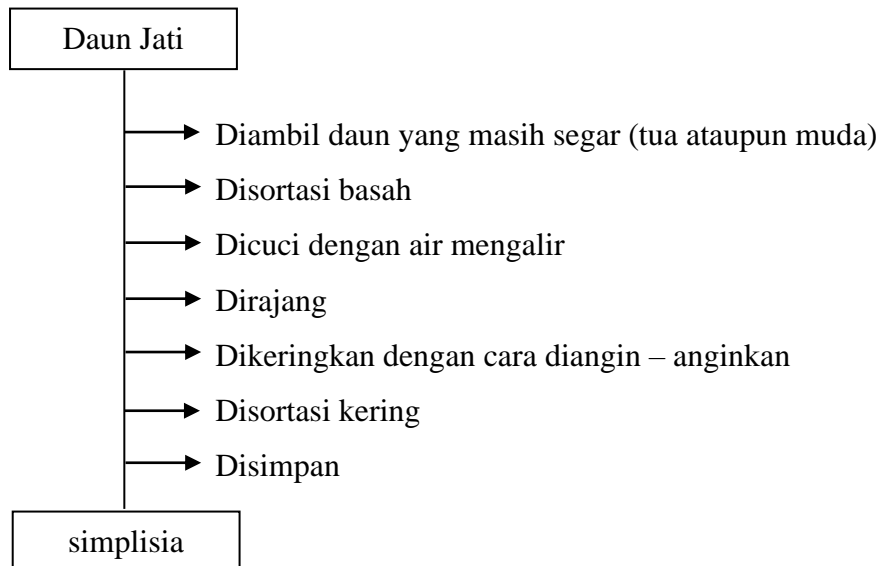 Daun Jati
Diambil daun yang masih segar (tua ataupun muda)
Disortasi basah
Dicuci dengan air mengalir
Dirajang
Dikeringkan dengan cara diangin – anginkan
Disortasi kering
Disimpan
simplisia